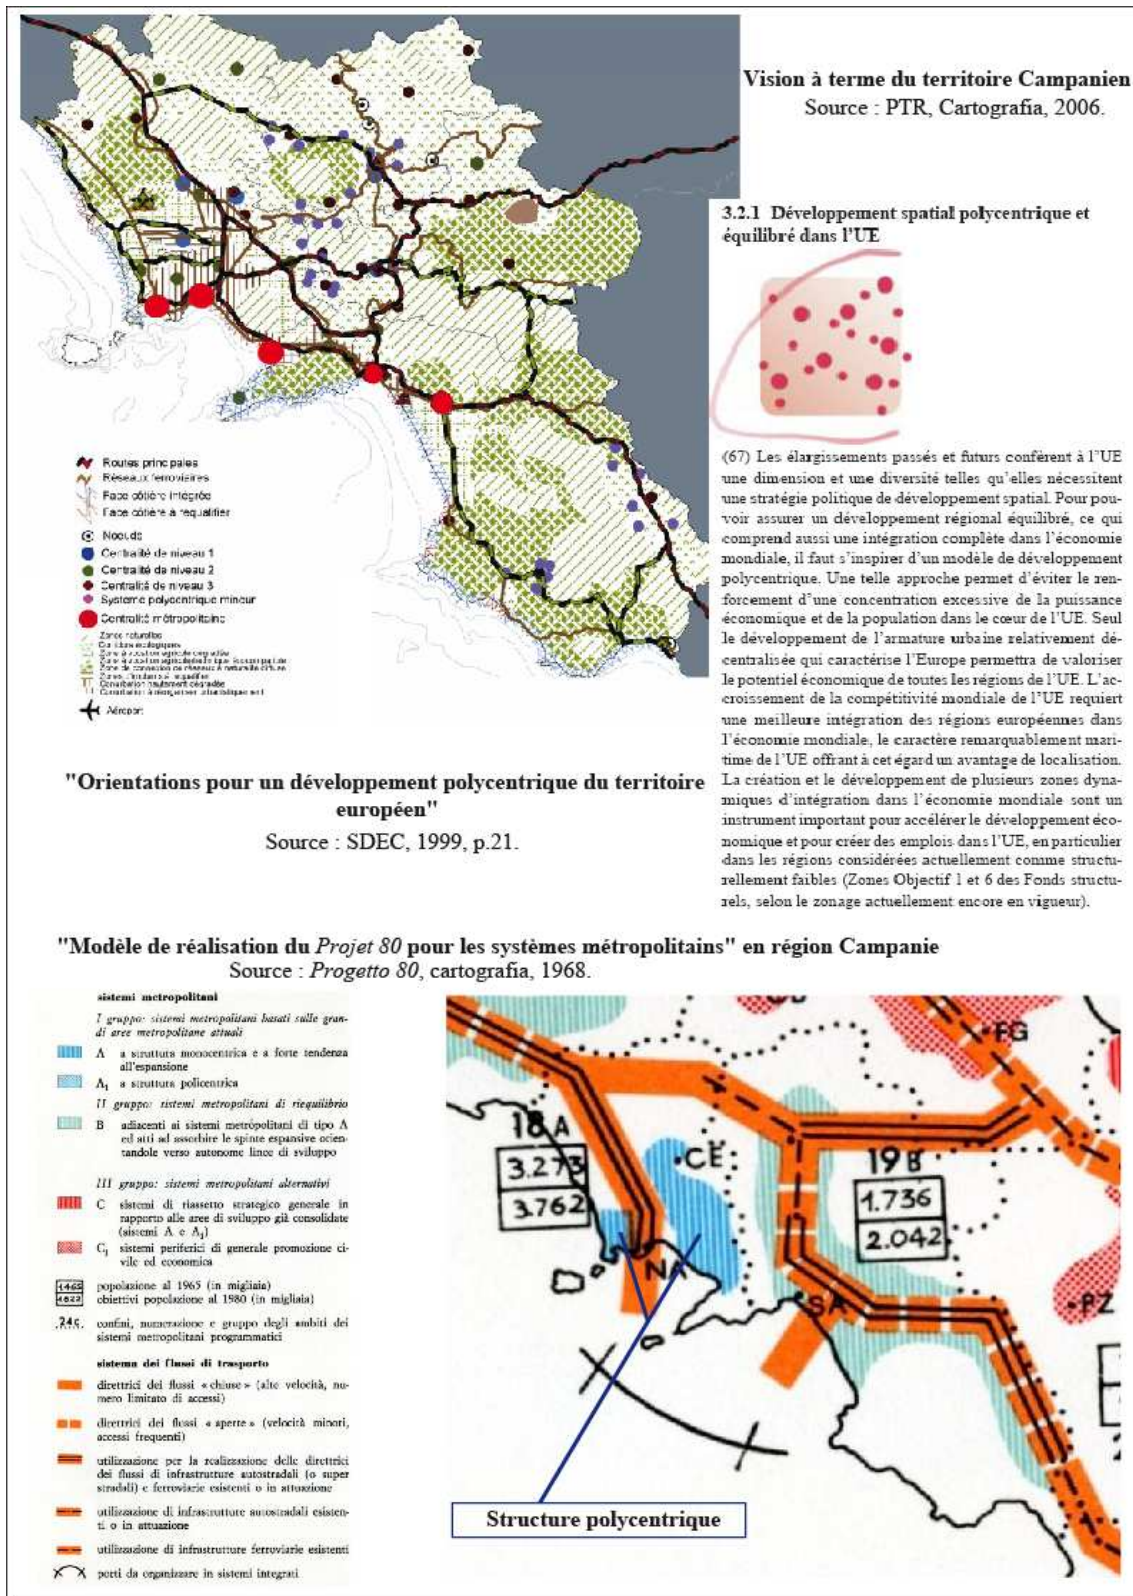 Vision à terme du territoire Campanien
Source : PTR, Cartografia, 2006.
3.2.1 Développement spatial polycentrique et
équilibré dans l'UE
(67) Les élargissements passés et futurs confèrent à l'UE
une dimension et une diversité telles qu'elles nécessitent
une stratégie politique de développement spatial. Pour pou-
voir assurer un développement régional équilibré, ce qui
comprend aussi une intégration complète dans l'économie
mondiale, il faut s'inspirer d'un modèle de développement
polycentrique. Une telle approche permet d'éviter le ren-
forcement d'une concentration excessive de la puissance
économique et de la population dans le cœur de l'UE. Seul
le développement de l'armature urbaine relativement dé-
centralisée qui caractérise l'Europe permettra de valoriser
le potentiel économique de toutes les régions de l'UE. L'ac-
croissement de la compétitivité mondiale de l'UE requiert
une meilleure intégration des régions européennes dans
l'économie mondiale, le caractère remarquablement mari-
time de l'UE offrant à cet égard un avantage de localisation.
La création et le développement de plusieurs zones dyna-
miques d'intégration dans l'économie mondiale sont un
instrument important pour accélérer le développement éco-
nomique et pour créer des emplois dans l'UE, en particulier
dans les régions considérées actuellement comme structu-
rellement faibles (Zones Objectif 1 et 6 des Fonds structu-
rels, selon le zonage actuellement encore en vigueur).
Routes principales
Réseaux ferroviaires
Face côtière intégrée
Face côtière à requalifier
Noeuds
Centralité de niveau 1
Centralité de niveau 2
Centralité de niveau 3
Système polycentrique mineur
Centralité métropolitaine
Zones naturelles
Corridors écologiques
Zone à vocation agricole
Zone à vocation agricole
Zone de connexion
Conurbation hautement dégradée
Conurbation à réorganiser
Aéroport
"Orientations pour un développement polycentrique du territoire
européen"
Source : SDEC, 1999, p.21.
"Modèle de réalisation du Projet 80 pour les systèmes métropolitains" en région Campanie
Source : Progetto 80, cartografia, 1968.
sistemi metropolitani
I gruppo: sistemi metropolitani basati sulle gran-
di aree metropolitane attuali
A a struttura monocentrica e a forte tendenza
all'espansione
A1 a struttura policentrica
II gruppo: sistemi metropolitani di riequilibrio
B adiacenti ai sistemi metropolitani di tipo A
ed atti ad assorbire le spinte espansive orien-
tandole verso autonome linee di sviluppo
III gruppo: sistemi metropolitani alternativi
C sistemi di riassetto strategico generale in
rapporto alle aree di sviluppo già consolidate
(sistemi A e A1)
C1 sistemi periferici di generale promozione ci-
vile ed economica
popolazione al 1965 (in migliaia)
obiettivi popolazione al 1980 (in migliaia)
.24c. confini, numerazione e gruppo degli ambiti dei
sistemi metropolitani programmatici
sistema dei flussi di trasporto
direttrici dei flussi « chiuse » (alte velocità, nu-
mero limitato di accessi)
direttrici dei flussi « aperte » (velocità minori,
accessi frequenti)
utilizzazione per la realizzazione delle direttrici
dei flussi di infrastrutture autostradali (o super
stradali) e ferroviarie esistenti o in attuazione
utilizzazione di infrastrutture autostradali esisten-
ti o in attuazione
utilizzazione di infrastrutture ferroviarie esistenti
porti da organizzare in sistemi integrati
FG
18 A
3.273
3.762
CE
19 B
1.736
2.042
NA
SA
PZ
Structure polycentrique